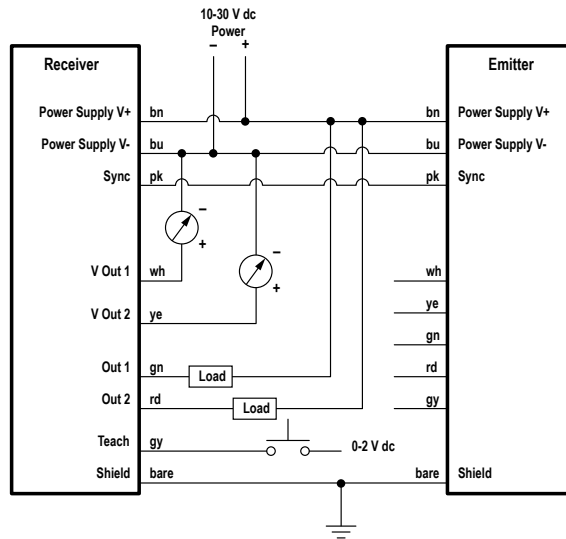 10-30 V dc
Power
– +
Receiver
Emitter
Power Supply V+ bn
bn Power Supply V+
Power Supply V- bu
bu Power Supply V-
Sync pk
pk Sync
–
+
–
+
V Out 1 wh
wh
V Out 2 ye
ye
gn
Out 1 gn
Load
rd
Out 2 rd
Load
gy
Teach gy
0-2 V dc
Shield bare
bare Shield